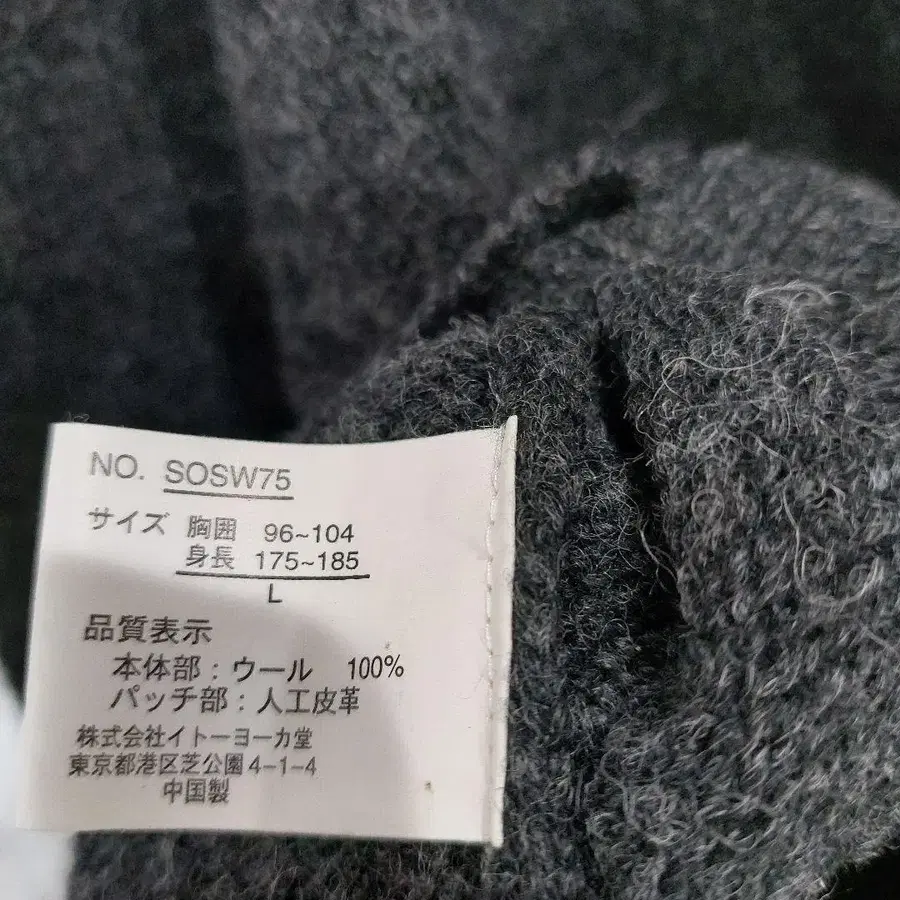 NO. SOSW75
サイズ 胸囲 96~104
身長 175~185
L
品質表示
本体部:ウール 100%
パッチ部:人工皮革
株式会社イトーヨーカ堂
東京都港区芝公園4-1-4
中国製